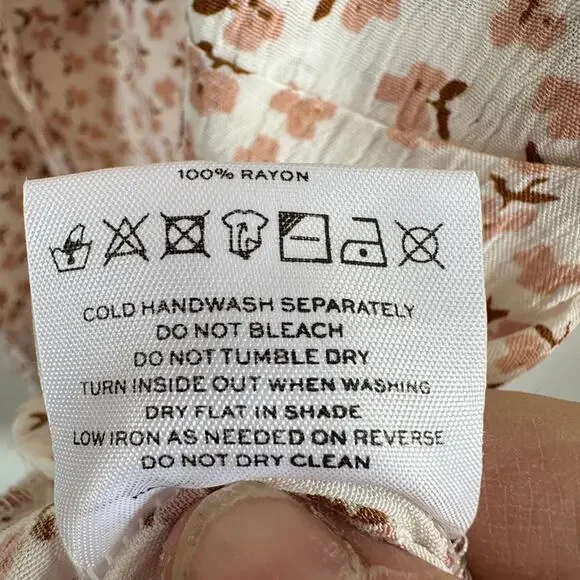 100% RAYON
COLD HANDWASH SEPARATELY
DO NOT BLEACH
DO NOT TUMBLE DRY
TURN INSIDE OUT WHEN WASHING
DRY FLAT IN SHADE
LOW IRON AS NEEDED ON REVERSE
DO NOT DRY CLEAN